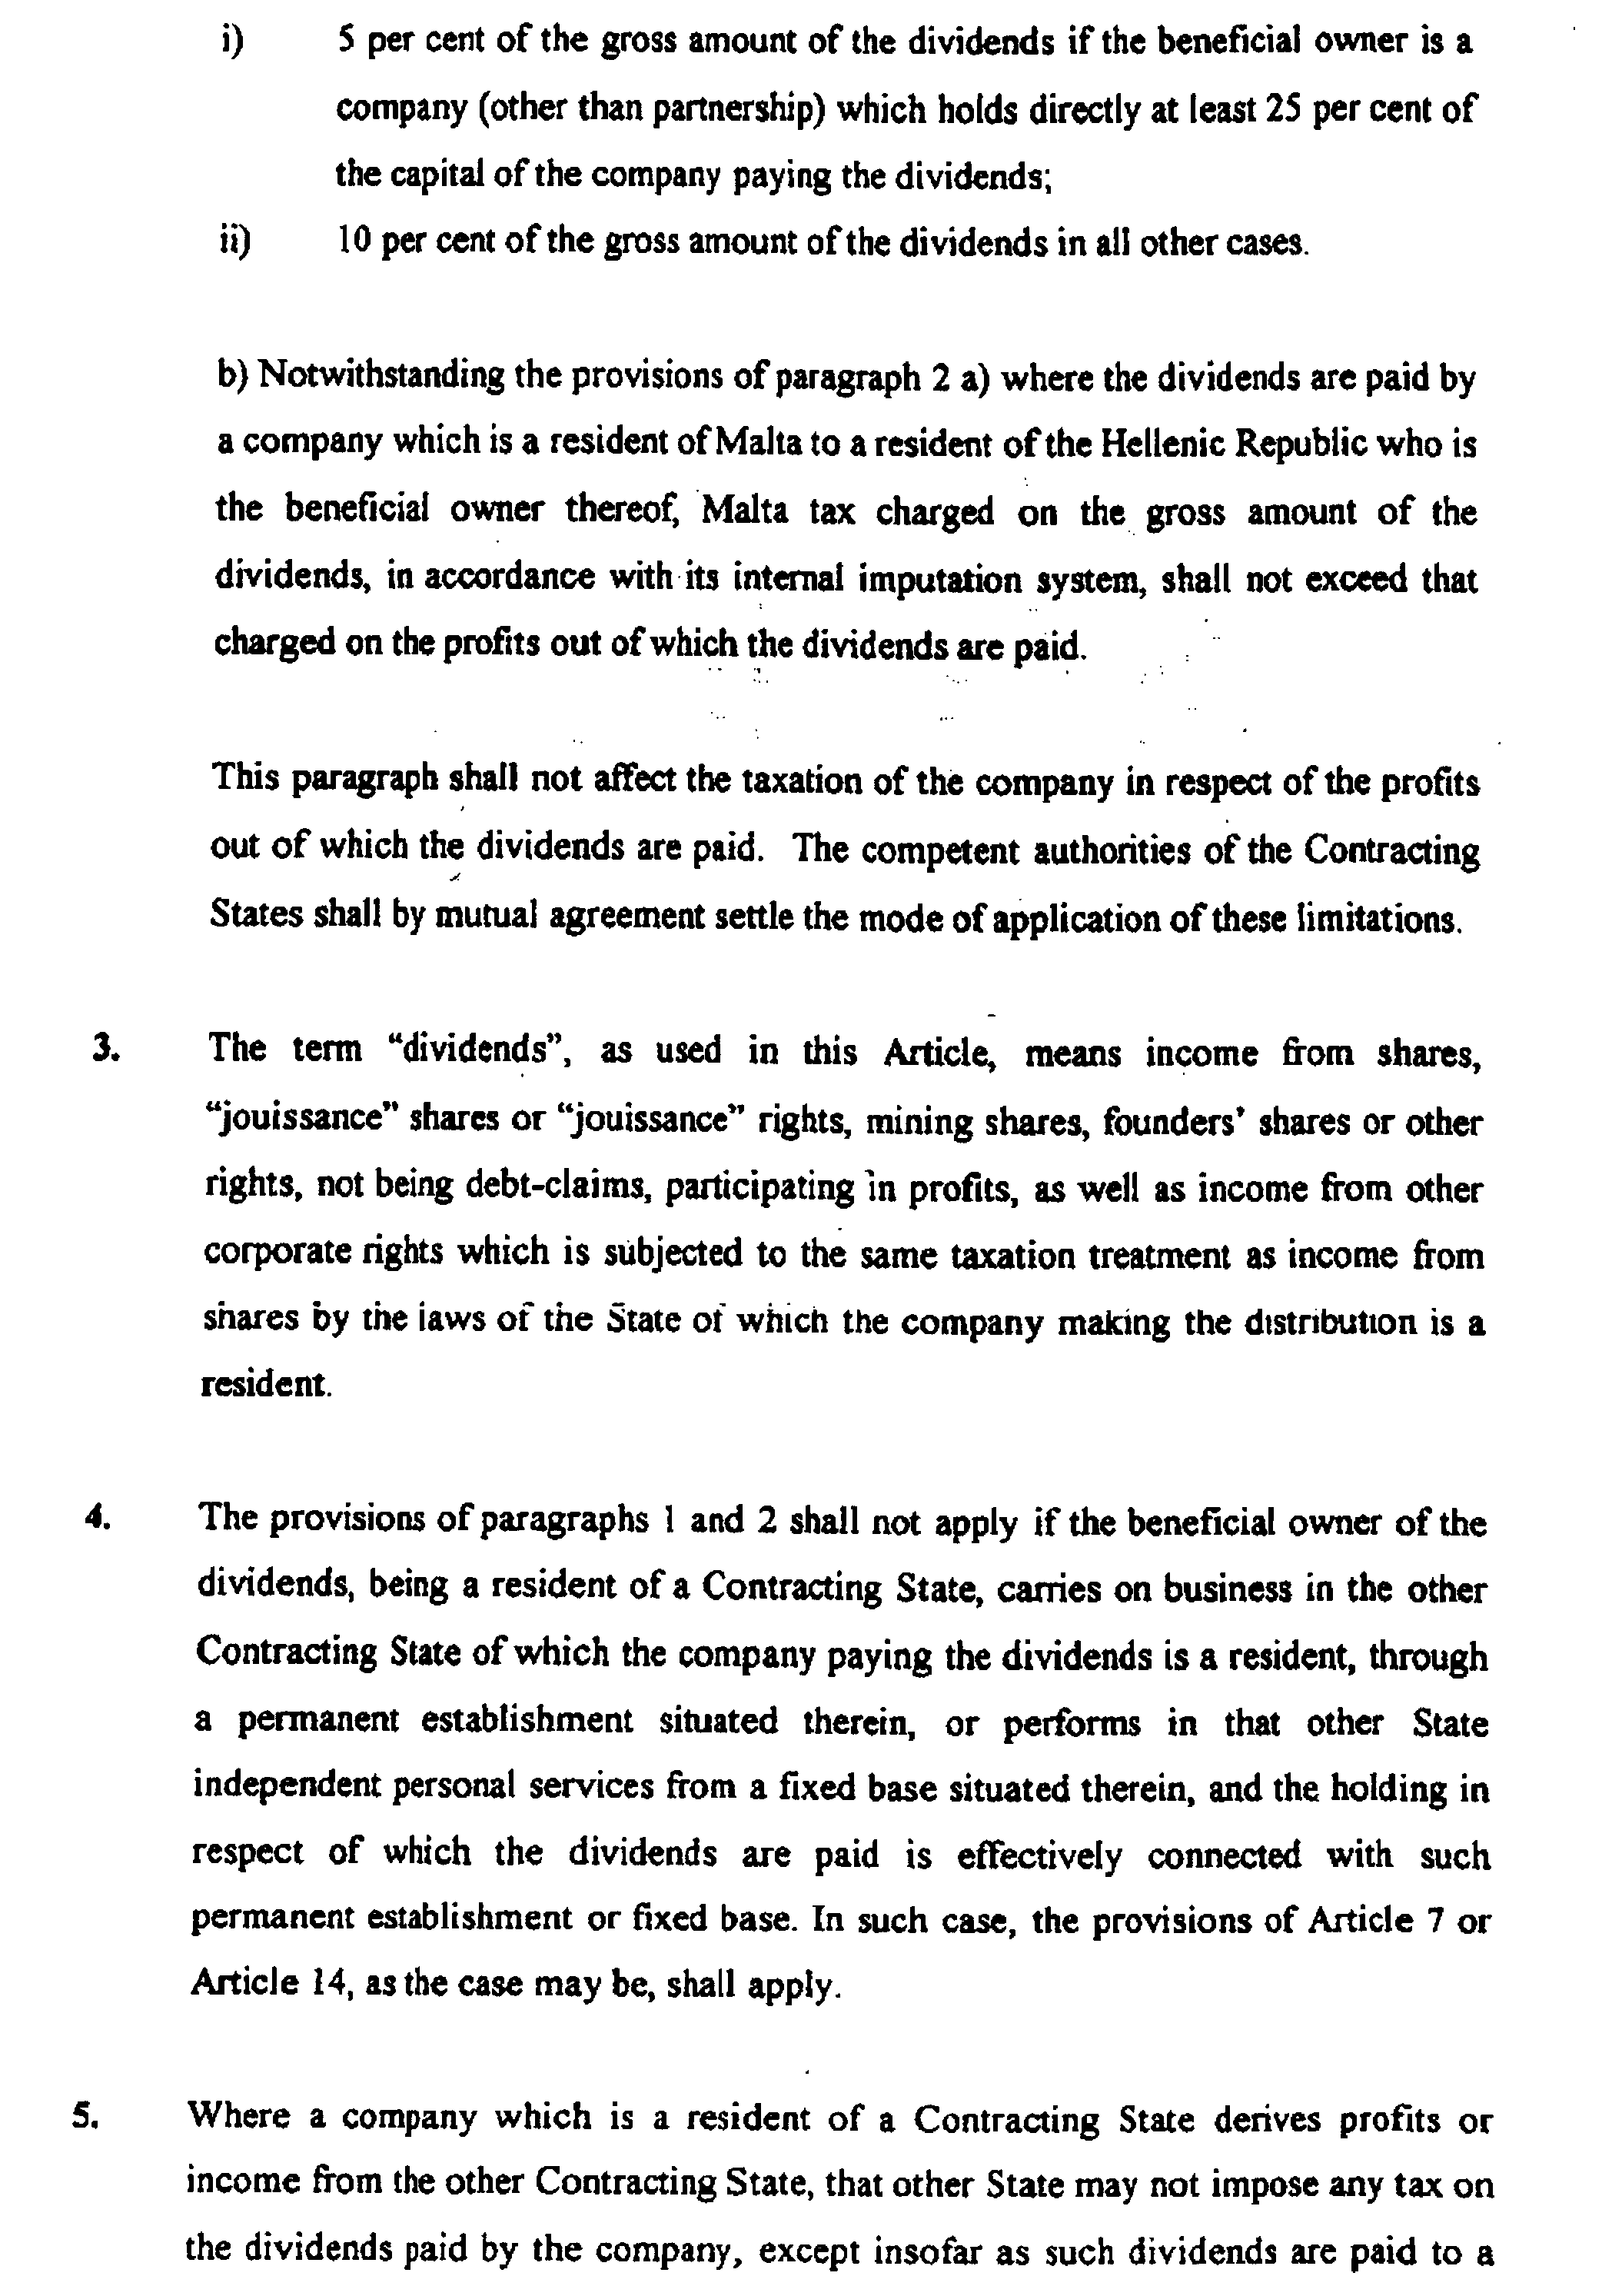 i) 5 per cent of the gross amount of the dividends if the beneficial owner is a
company (other than partnership) which holds directly at least 25 per cent of
the capital of the company paying the dividends;
ii) 10 per cent of the gross amount of the dividends in all other cases.
b) Notwithstanding the provisions of paragraph 2 a) where the dividends are paid by
a company which is a resident of Malta to a resident of the Hellenic Republic who is
the beneficial owner thereof, Malta tax charged on the gross amount of the
dividends, in accordance with its internal imputation system, shall not exceed that
charged on the profits out of which the dividends are paid.
This paragraph shall not affect the taxation of the company in respect of the profits
out of which the dividends are paid. The competent authorities of the Contracting
States shall by mutual agreement settle the mode of application of these limitations.
3. The term “dividends”, as used in this Article, means income from shares,
“jouissance” shares or “jouissance” rights, mining shares, founders’ shares or other
rights, not being debt-claims, participating in profits, as well as income from other
corporate rights which is subjected to the same taxation treatment as income from
shares by the laws of the State of which the company making the distribution is a
resident.
4. The provisions of paragraphs 1 and 2 shall not apply if the beneficial owner of the
dividends, being a resident of a Contracting State, carries on business in the other
Contracting State of which the company paying the dividends is a resident, through
a permanent establishment situated therein, or performs in that other State
independent personal services from a fixed base situated therein, and the holding in
respect of which the dividends are paid is effectively connected with such
permanent establishment or fixed base. In such case, the provisions of Article 7 or
Article 14, as the case may be, shall apply.
5. Where a company which is a resident of a Contracting State derives profits or
income from the other Contracting State, that other State may not impose any tax on
the dividends paid by the company, except insofar as such dividends are paid to a